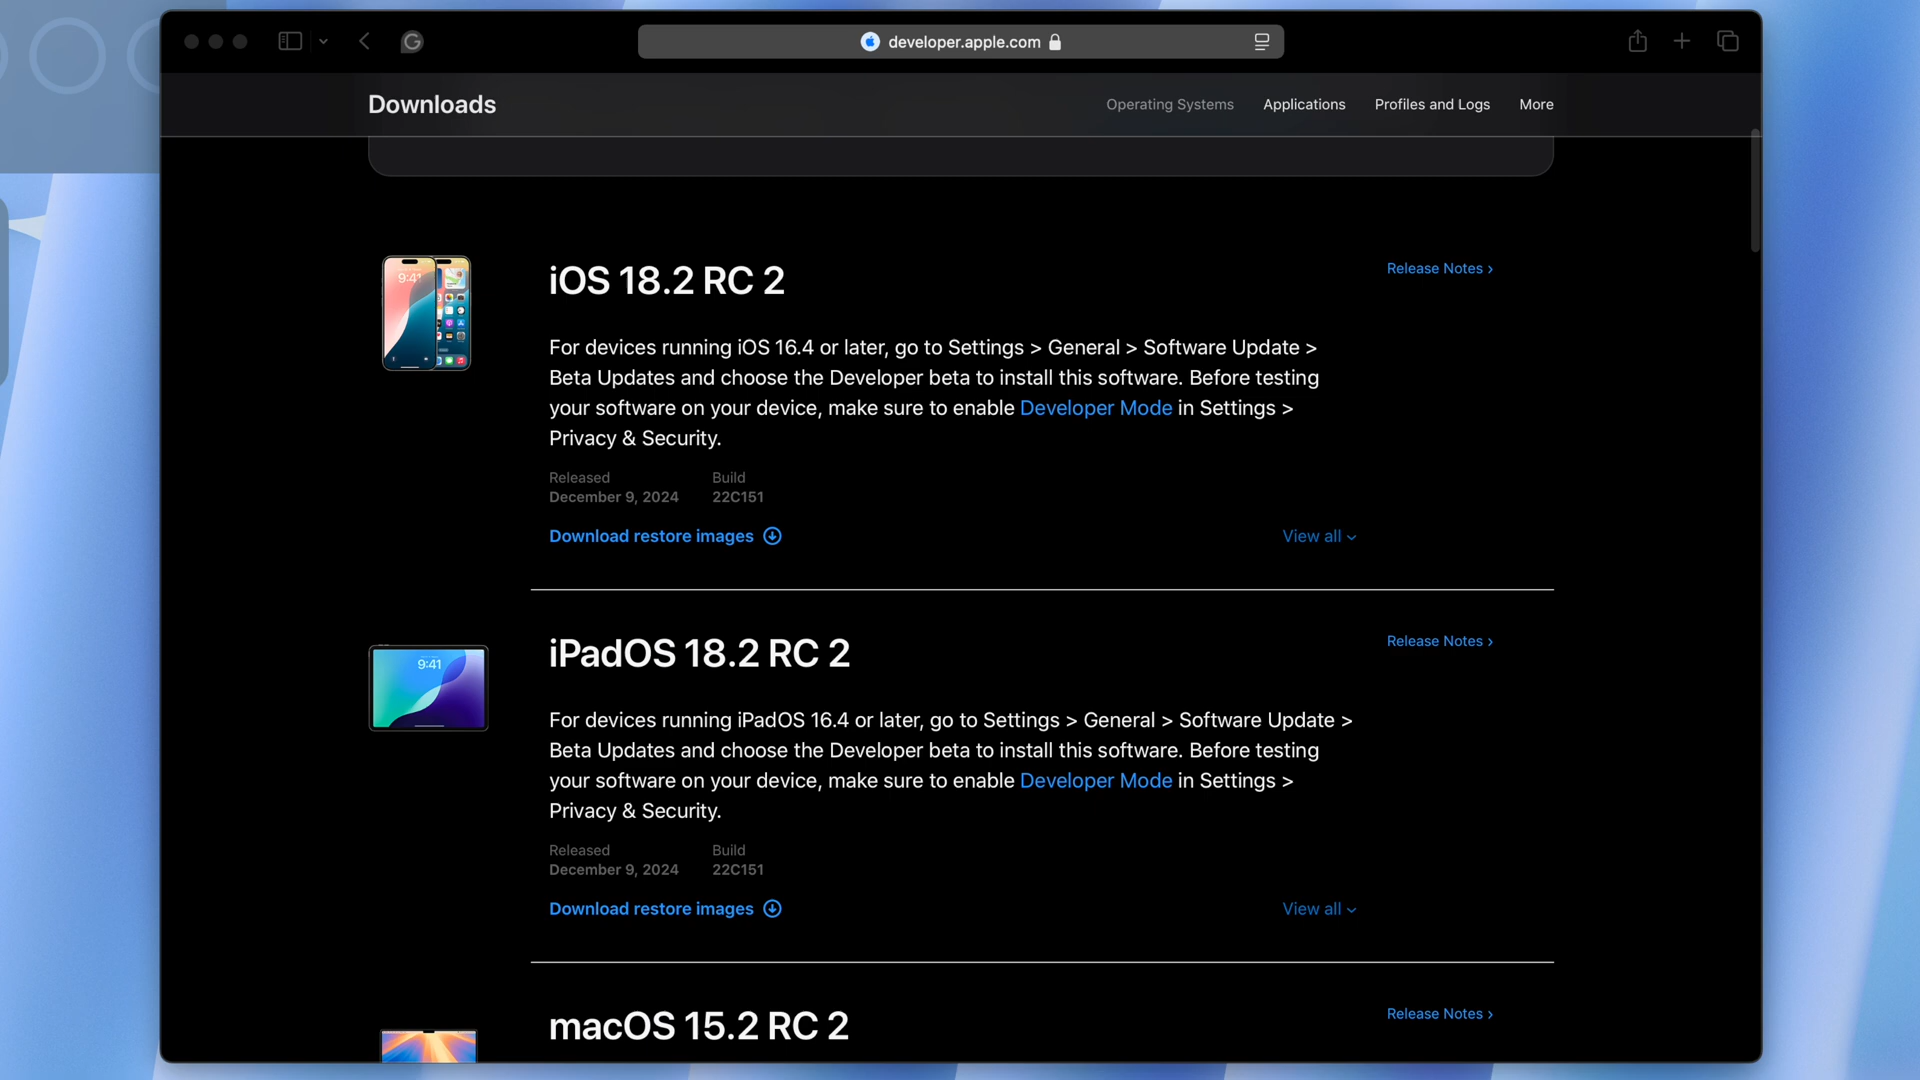 developer.apple.com
Downloads
Operating Systems
Applications
Profiles and Logs
More
9:41
iOS 18.2 RC 2
Release Notes ›
For devices running iOS 16.4 or later, go to Settings > General > Software Update >
Beta Updates and choose the Developer beta to install this software. Before testing
your software on your device, make sure to enable Developer Mode in Settings >
Privacy & Security.
Released
Build
December 9, 2024
22C151
Download restore images
View all
9:41
iPadOS 18.2 RC 2
Release Notes ›
For devices running iPadOS 16.4 or later, go to Settings > General > Software Update >
Beta Updates and choose the Developer beta to install this software. Before testing
your software on your device, make sure to enable Developer Mode in Settings >
Privacy & Security.
Released
Build
December 9, 2024
22C151
Download restore images
View all
macOS 15.2 RC 2
Release Notes ›